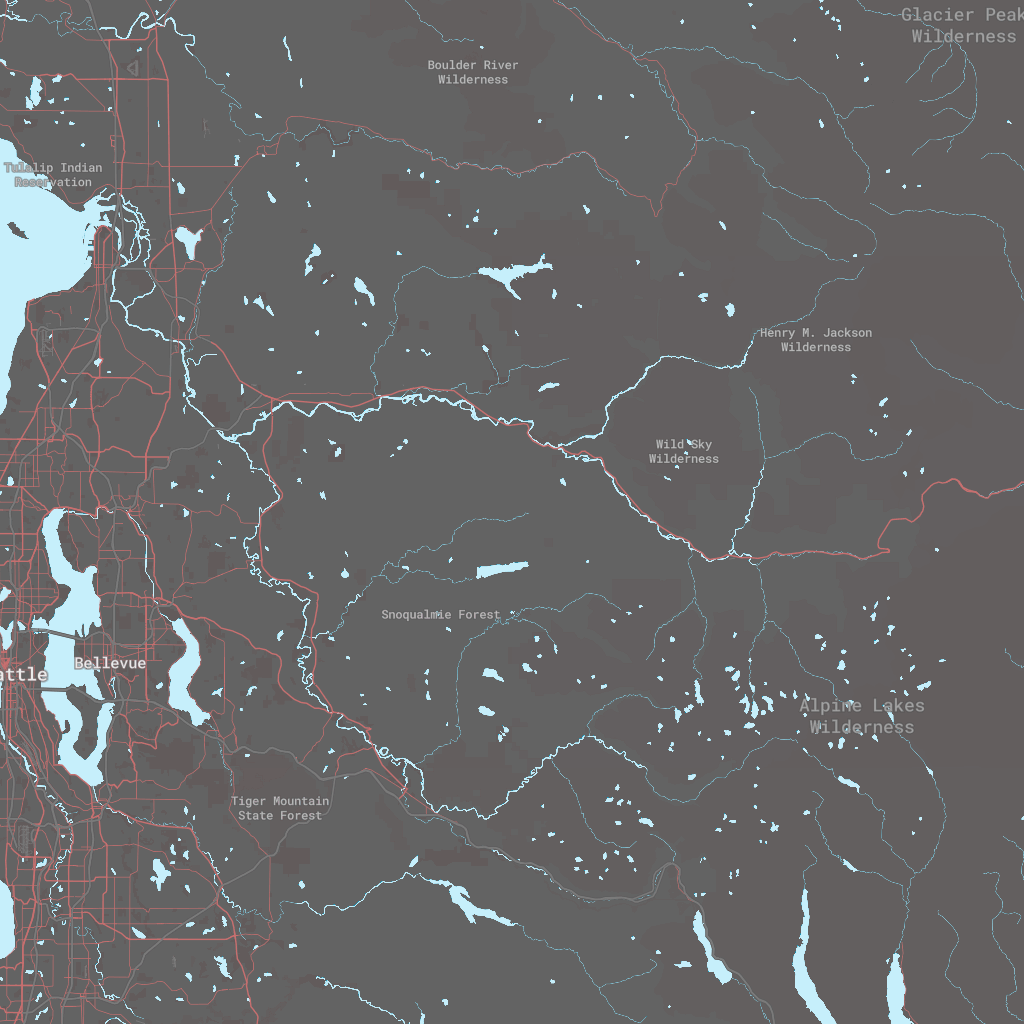 Glacier Peak
Wilderness
Boulder River
Wilderness
Tulalip Indian
Reservation
Henry M. Jackson
Wilderness
Wild Sky
Wilderness
Snoqualmie Forest
Bellevue
attle
Alpine Lakes
Wilderness
Tiger Mountain
State Forest